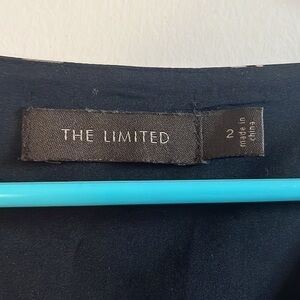 THE LIMITED
2
made in
china